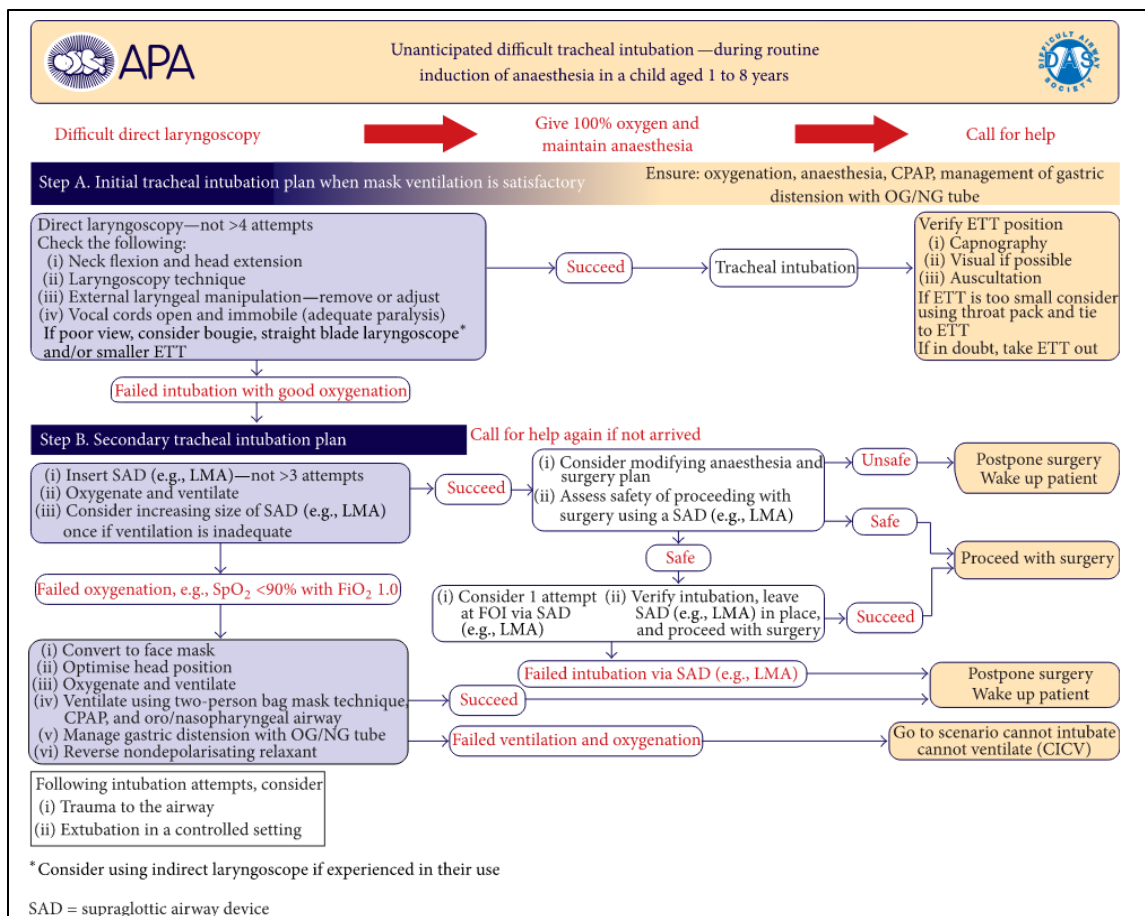 APA
Unanticipated difficult tracheal intubation—during routine
induction of anaesthesia in a child aged 1 to 8 years
DIFFICULT AIRWAY SOCIETY
DAS
Difficult direct laryngoscopy
Give 100% oxygen and
maintain anaesthesia
Call for help
Step A. Initial tracheal intubation plan when mask ventilation is satisfactory
Ensure: oxygenation, anaesthesia, CPAP, management of gastric
distension with OG/NG tube
Direct laryngoscopy—not >4 attempts
Check the following:
(i) Neck flexion and head extension
(ii) Laryngoscopy technique
(iii) External laryngeal manipulation—remove or adjust
(iv) Vocal cords open and immobile (adequate paralysis)
If poor view, consider bougie, straight blade laryngoscope*
and/or smaller ETT
Succeed
Tracheal intubation
Verify ETT position
(i) Capnography
(ii) Visual if possible
(iii) Auscultation
If ETT is too small consider
using throat pack and tie
to ETT
If in doubt, take ETT out
Failed intubation with good oxygenation
Step B. Secondary tracheal intubation plan
Call for help again if not arrived
(i) Insert SAD (e.g., LMA)—not >3 attempts
(ii) Oxygenate and ventilate
(iii) Consider increasing size of SAD (e.g., LMA)
once if ventilation is inadequate
Succeed
(i) Consider modifying anaesthesia and
surgery plan
(ii) Assess safety of proceeding with
surgery using a SAD (e.g., LMA)
Unsafe
Postpone surgery
Wake up patient
Safe
Proceed with surgery
Safe
Failed oxygenation, e.g., SpO2 <90% with FiO2 1.0
(i) Consider 1 attempt
at FOI via SAD
(e.g., LMA)
(ii) Verify intubation, leave
SAD (e.g., LMA) in place,
and proceed with surgery
Succeed
(i) Convert to face mask
(ii) Optimise head position
(iii) Oxygenate and ventilate
(iv) Ventilate using two-person bag mask technique,
CPAP, and oro/nasopharyngeal airway
(v) Manage gastric distension with OG/NG tube
(vi) Reverse nondepolarising relaxant
Failed intubation via SAD (e.g., LMA)
Succeed
Postpone surgery
Wake up patient
Failed ventilation and oxygenation
Go to scenario cannot intubate
cannot ventilate (CICV)
Following intubation attempts, consider
(i) Trauma to the airway
(ii) Extubation in a controlled setting
*Consider using indirect laryngoscope if experienced in their use
SAD = supraglottic airway device